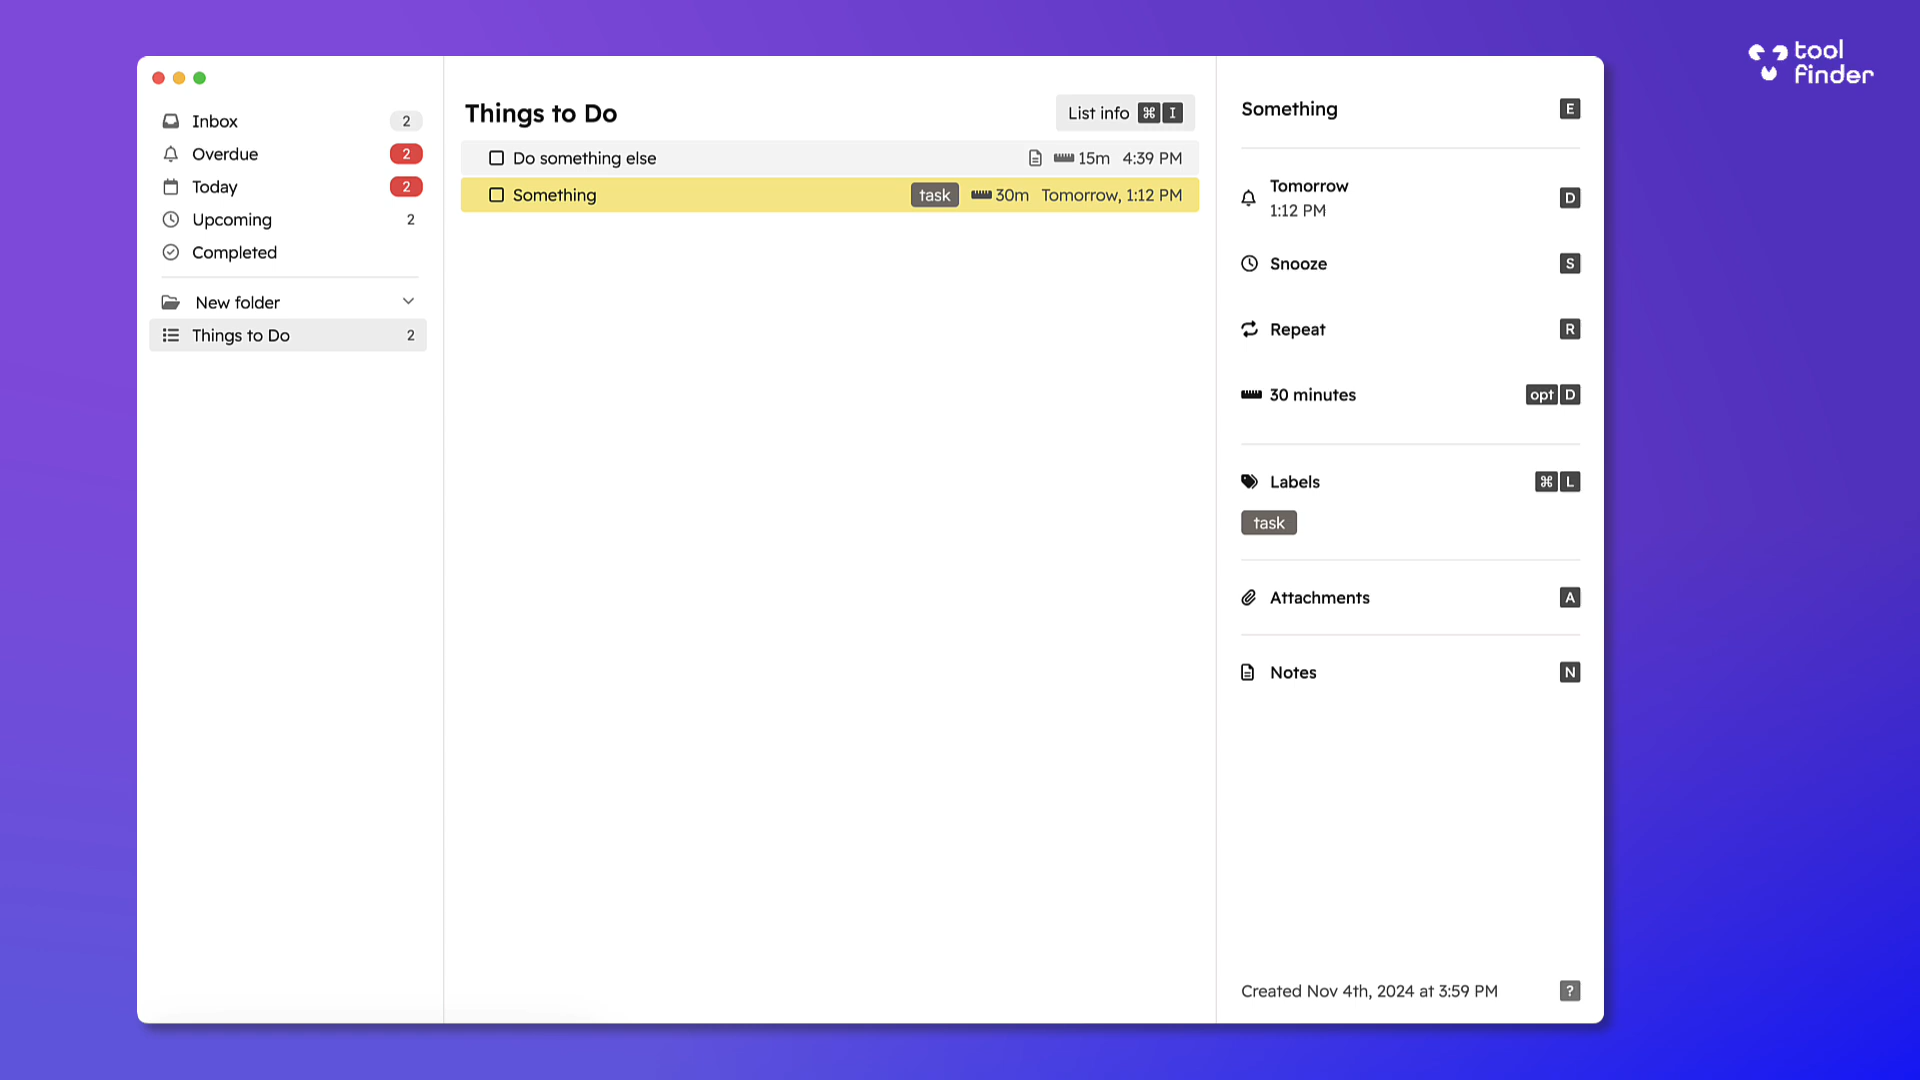 tool
finder
Inbox 2
Overdue 2
Today 2
Upcoming 2
Completed
New folder
Things to Do 2
Things to Do
List info ⌘ I
Do something else 15m 4:39 PM
Something task 30m Tomorrow, 1:12 PM
Something E
Tomorrow
1:12 PM D
Snooze S
Repeat R
30 minutes opt D
Labels ⌘ L
task
Attachments A
Notes N
Created Nov 4th, 2024 at 3:59 PM ?